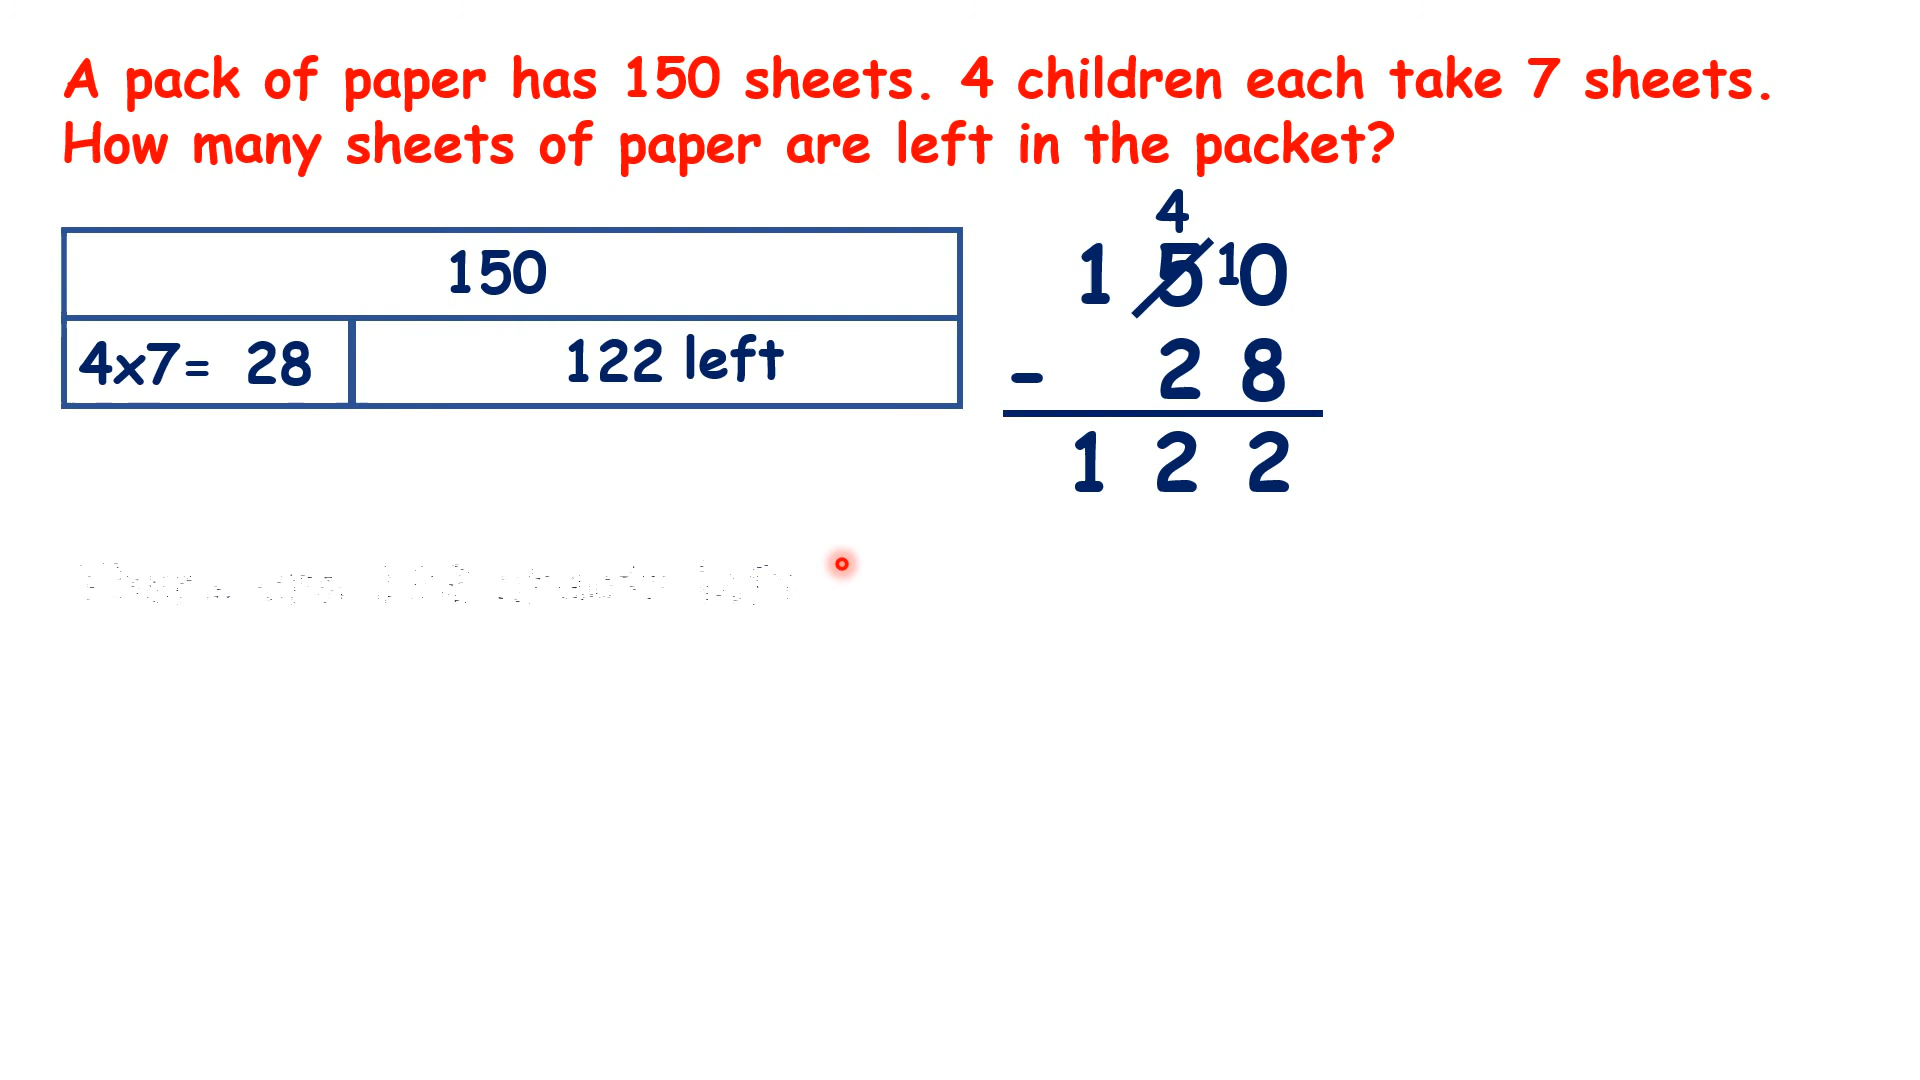 A pack of paper has 150 sheets. 4 children each take 7 sheets.
How many sheets of paper are left in the packet?
150
4x7= 28
122 left
4
1 5 10
- 2 8
1 2 2